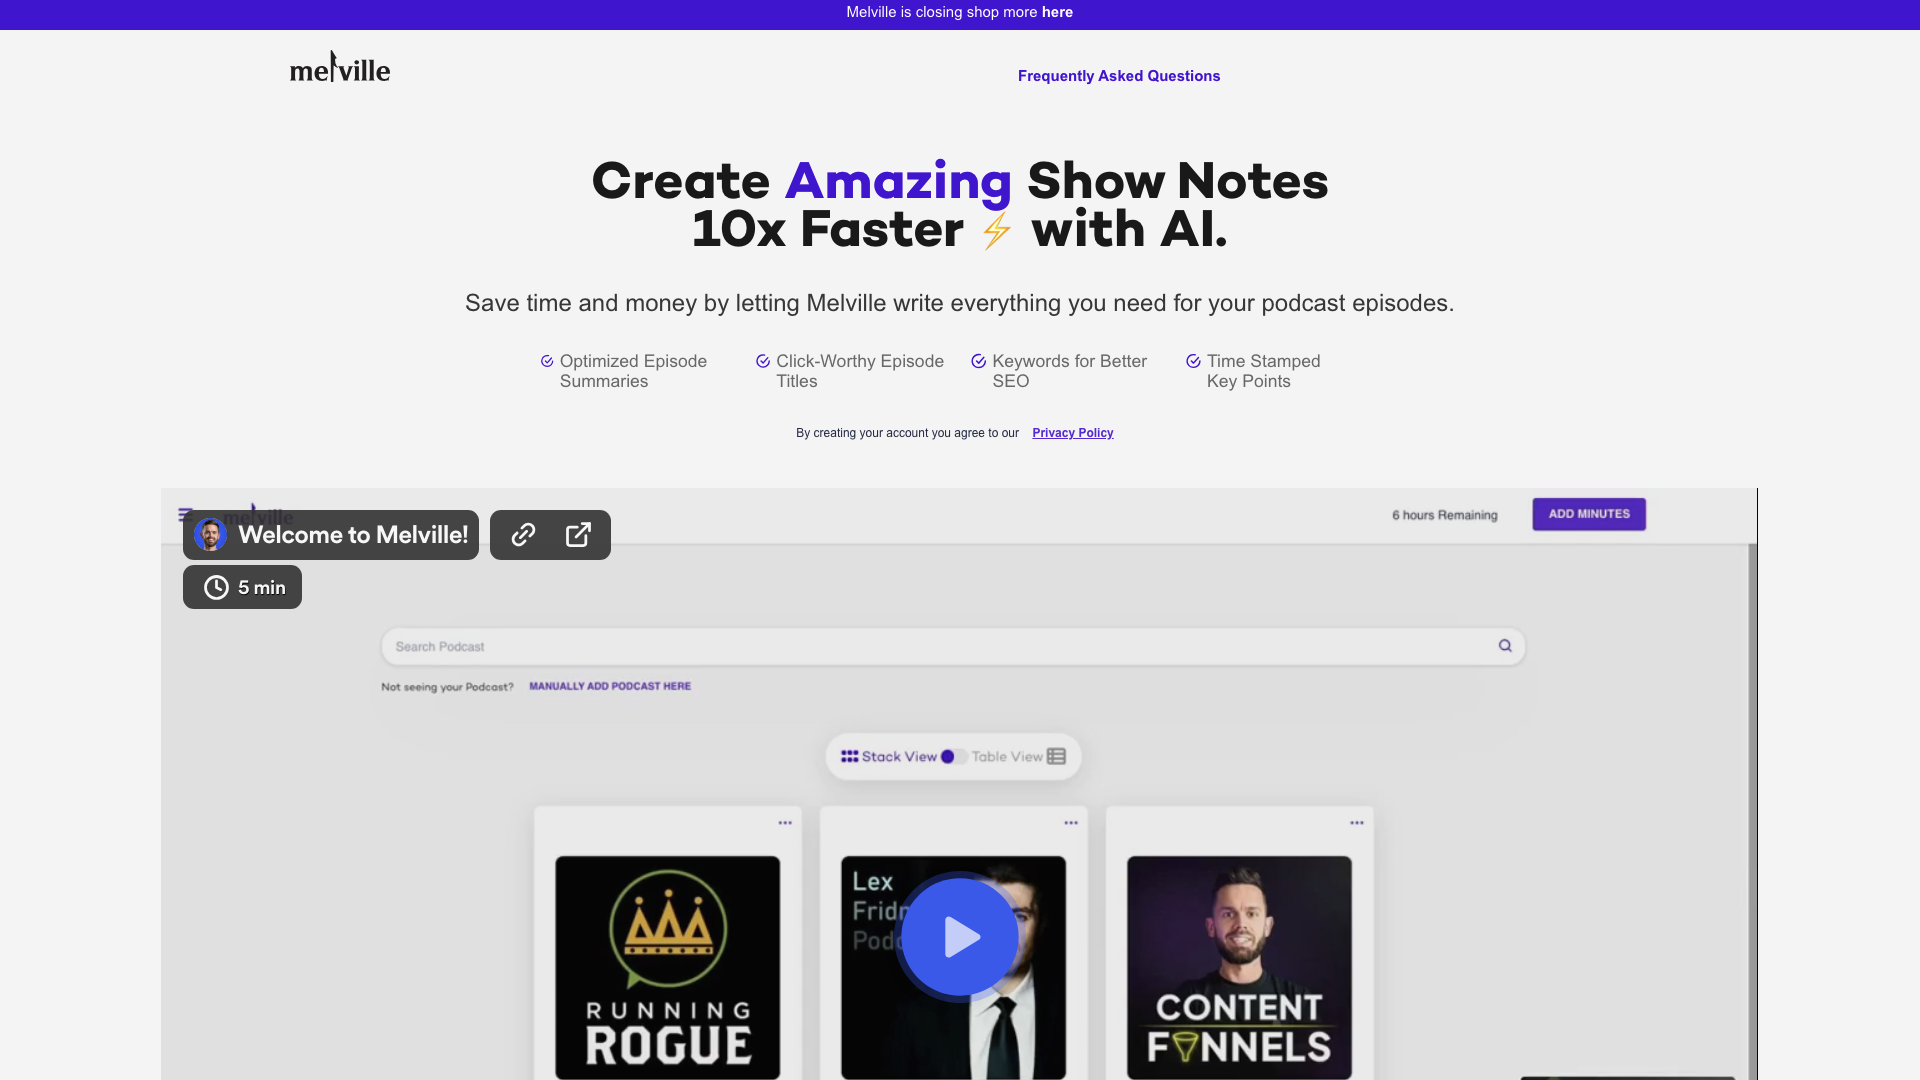 Melville is closing shop more here
melville
Frequently Asked Questions
Create Amazing Show Notes
10x Faster ⚡ with AI.
Save time and money by letting Melville write everything you need for your podcast episodes.
Optimized Episode
Summaries
Click-Worthy Episode
Titles
Keywords for Better
SEO
Time Stamped
Key Points
By creating your account you agree to our Privacy Policy
melville
6 hours Remaining
ADD MINUTES
Welcome to Melville!
5 min
Search Podcast
Not seeing your Podcast? MANUALLY ADD PODCAST HERE
Stack View
Table View
RUNNING
ROGUE
Lex
CONTENT
FUNNELS